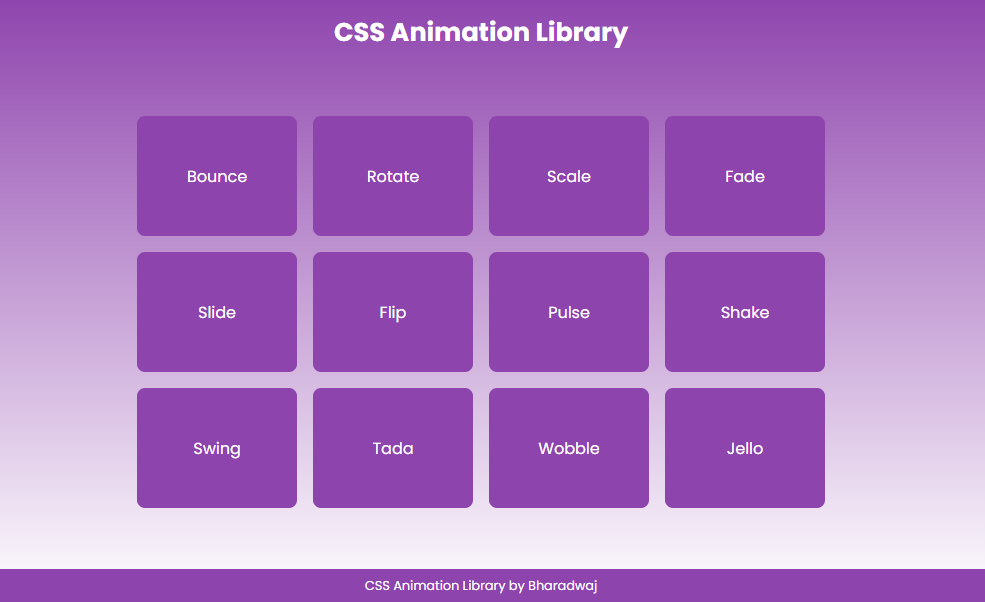 CSS Animation Library
Bounce
Rotate
Scale
Fade
Slide
Flip
Pulse
Shake
Swing
Tada
Wobble
Jello
CSS Animation Library by Bharadwaj